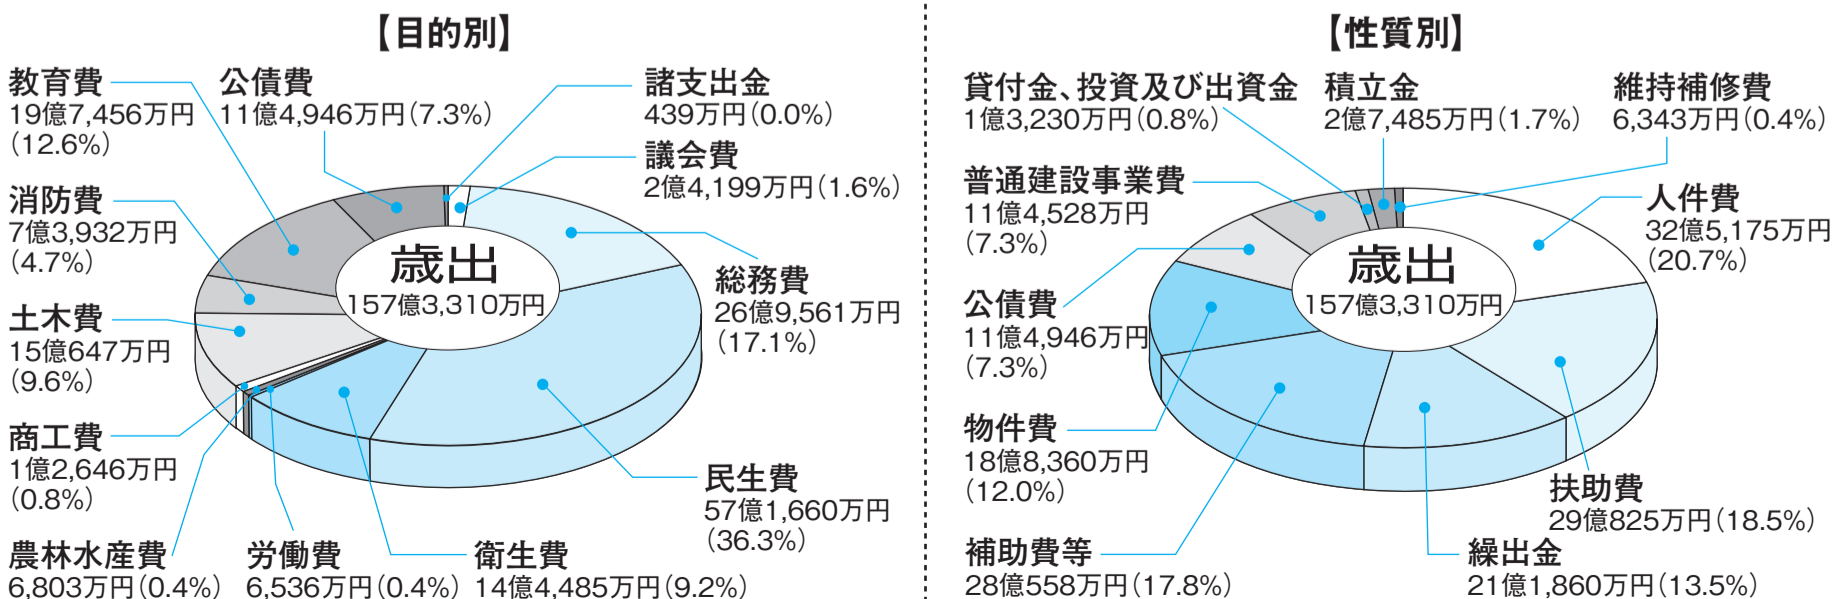 【目的別】
教育費
19億7,456万円
(12.6%)
公債費
11億4,946万円(7.3%)
諸支出金
439万円(0.0%)
議会費
2億4,199万円(1.6%)
消防費
7億3,932万円
(4.7%)
総務費
26億9,561万円
(17.1%)
歳出
157億3,310万円
土木費
15億647万円
(9.6%)
商工費
1億2,646万円
(0.8%)
民生費
57億1,660万円
(36.3%)
農林水産費
6,803万円(0.4%)
労働費
6,536万円(0.4%)
衛生費
14億4,485万円(9.2%)
【性質別】
貸付金、投資及び出資金
1億3,230万円(0.8%)
積立金
2億7,485万円(1.7%)
維持補修費
6,343万円(0.4%)
普通建設事業費
11億4,528万円
(7.3%)
人件費
32億5,175万円
(20.7%)
歳出
157億3,310万円
公債費
11億4,946万円
(7.3%)
物件費
18億8,360万円
(12.0%)
扶助費
29億825万円(18.5%)
補助費等
28億558万円(17.8%)
繰出金
21億1,860万円(13.5%)